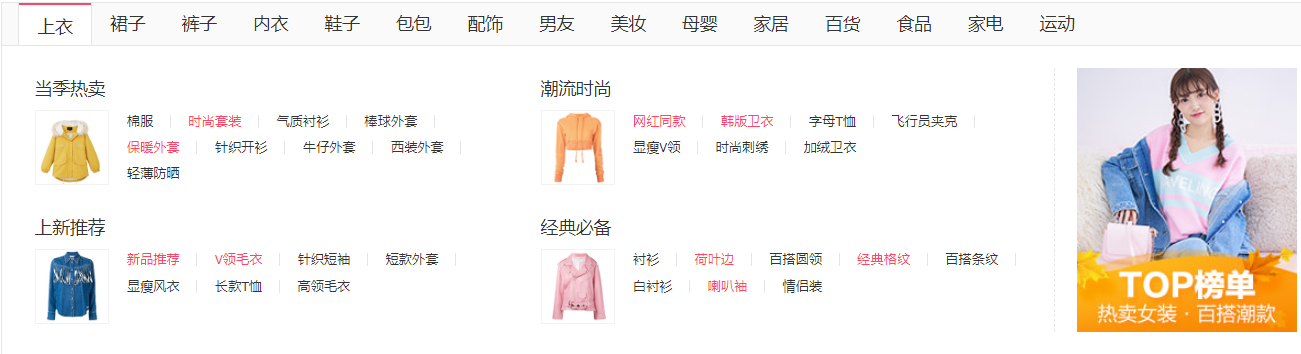 上衣 裙子 裤子 内衣 鞋子 包包 配饰 男友 美妆 母婴 家居 百货 食品 家电 运动
当季热卖
棉服 时尚套装 气质衬衫 棒球外套
保暖外套 针织开衫 牛仔外套 西装外套
轻薄防晒
潮流时尚
网红同款 韩版卫衣 字母T恤 飞行员夹克
显瘦V领 时尚刺绣 加绒卫衣
上新推荐
新品推荐 V领毛衣 针织短袖 短款外套
显瘦风衣 长款T恤 高领毛衣
经典必备
衬衫 荷叶边 百搭圆领 经典格纹 百搭条纹
白衬衫 喇叭袖 情侣装
AVELIN
TOP榜单
热卖女装·百搭潮款